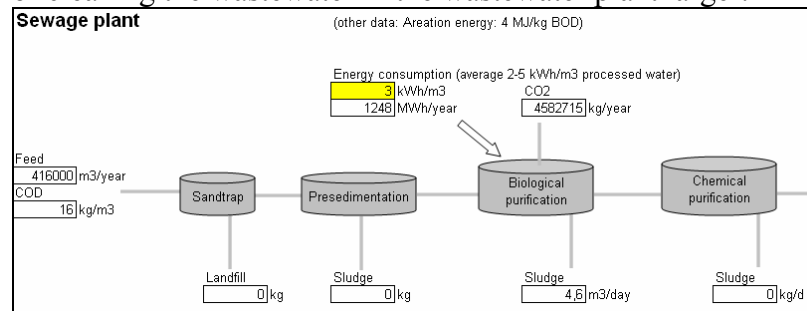 Sewage plant
(other data: Areation energy: 4 MJ/kg BOD)
Energy consumption (average 2-5 kWh/m3 processed water)
3 kWh/m3
1248 MWh/year
CO2
4582715 kg/year
Feed
416000 m3/year
COD
16 kg/m3
Sandtrap
Presedimentation
Biological
purification
Chemical
purification
Landfill
0 kg
Sludge
0 kg
Sludge
4,6 m3/day
Sludge
0 kg/d